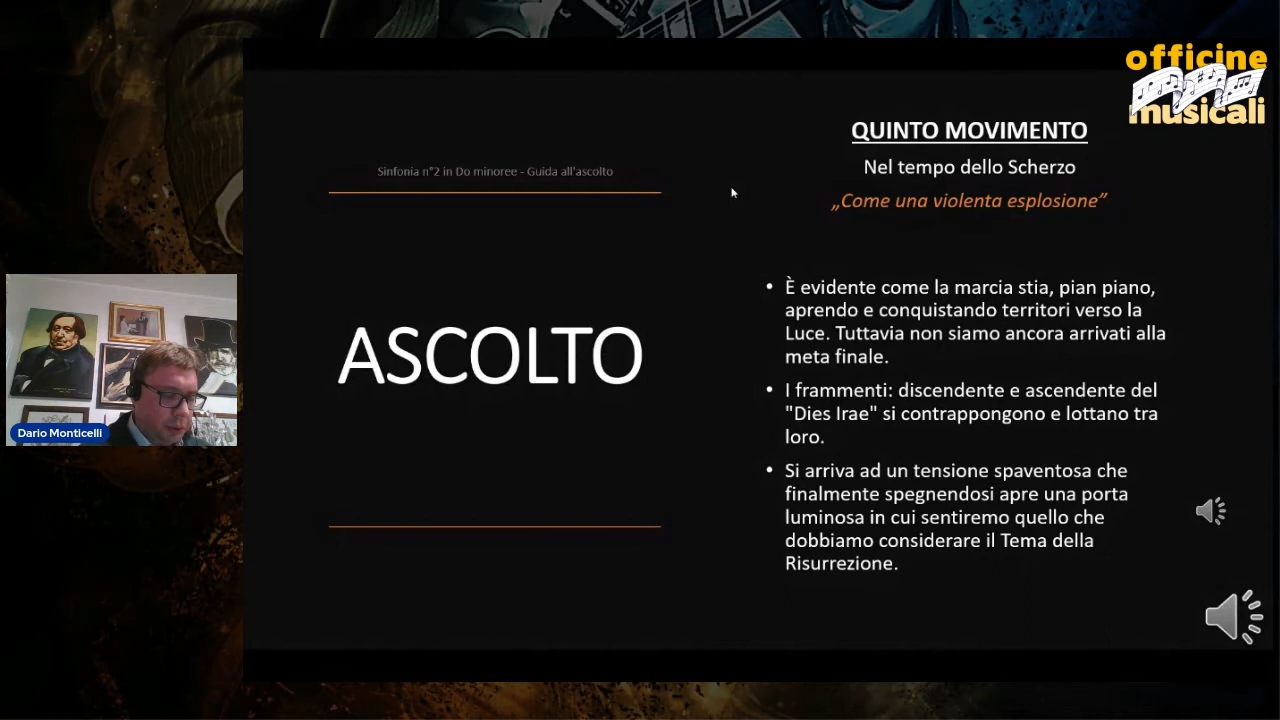 officine
musicali
QUINTO MOVIMENTO
Nel tempo dello Scherzo
„Come una violenta esplosione”
Sinfonia n°2 in Do minoree - Guida all'ascolto
ASCOLTO
• È evidente come la marcia stia, pian piano,
aprendo e conquistando territori verso la
Luce. Tuttavia non siamo ancora arrivati alla
meta finale.
• I frammenti: discendente e ascendente del
"Dies Irae" si contrappongono e lottano tra
loro.
• Si arriva ad un tensione spaventosa che
finalmente spegnendosi apre una porta
luminosa in cui sentiremo quello che
dobbiamo considerare il Tema della
Risurrezione.
Dario Monticelli